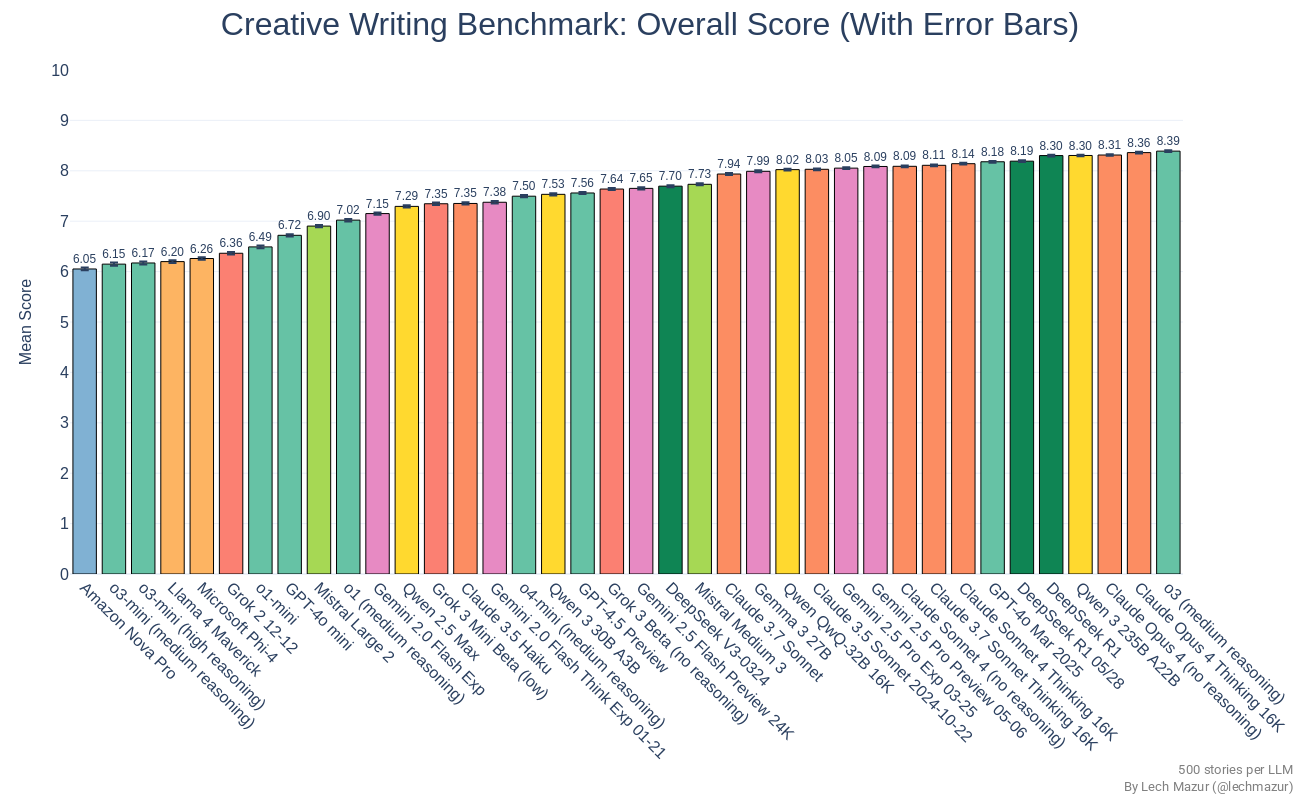 Creative Writing Benchmark: Overall Score (With Error Bars)
Mean Score
10
9
8
7
6
5
4
3
2
1
0
6.05
6.15
6.17
6.20
6.26
6.36
6.49
6.72
6.90
7.02
7.15
7.29
7.35
7.35
7.38
7.50
7.53
7.56
7.64
7.65
7.70
7.73
7.94
7.99
8.02
8.03
8.05
8.09
8.09
8.11
8.14
8.18
8.19
8.30
8.30
8.31
8.36
8.39
Amazon Nova Pro
o3-mini (medium reasoning)
o3-mini (high reasoning)
Llama 4 Maverick
Microsoft Phi-4
Grok 2 12-12
o1-mini
GPT-4o mini
Mistral Large 2
o1 (medium reasoning)
Gemini 2.0 Flash Exp
Qwen 2.5 Max
Grok 3 Mini Beta (low)
Claude 3.5 Haiku
Gemini 2.0 Flash Think Exp 01-21
o4-mini (medium reasoning)
Qwen 3 30B A3B
GPT-4.5 Preview
Grok 3 Beta (no reasoning)
Gemini 2.5 Flash Preview 24K
DeepSeek V3-0324
Mistral Medium 3
Claude 3.7 Sonnet
Gemma 3 27B
Qwen QwQ-32B 16K
Claude 3.5 Sonnet 2024-10-22
Gemini 2.5 Pro Exp 03-25
Gemini 2.5 Pro Preview 05-06
Claude Sonnet 4 (no reasoning)
Claude 3.7 Sonnet Thinking 16K
Claude Sonnet 4 Thinking 16K
GPT-4o Mar 2025
DeepSeek R1 05/28
DeepSeek R1
Qwen 3 235B A22B
Claude Opus 4 (no reasoning)
Claude Opus 4 Thinking 16K
o3 (medium reasoning)
500 stories per LLM
By Lech Mazur (@lechmazur)